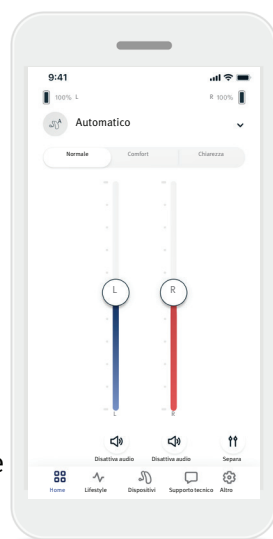 9:41
100% L
R 100%
Automatico
Normale Comfort Chiarezza
L R
L R
Disattiva audio Disattiva audio Separa
e
Home Lifestyle Dispositivi Supporto tecnico Altro